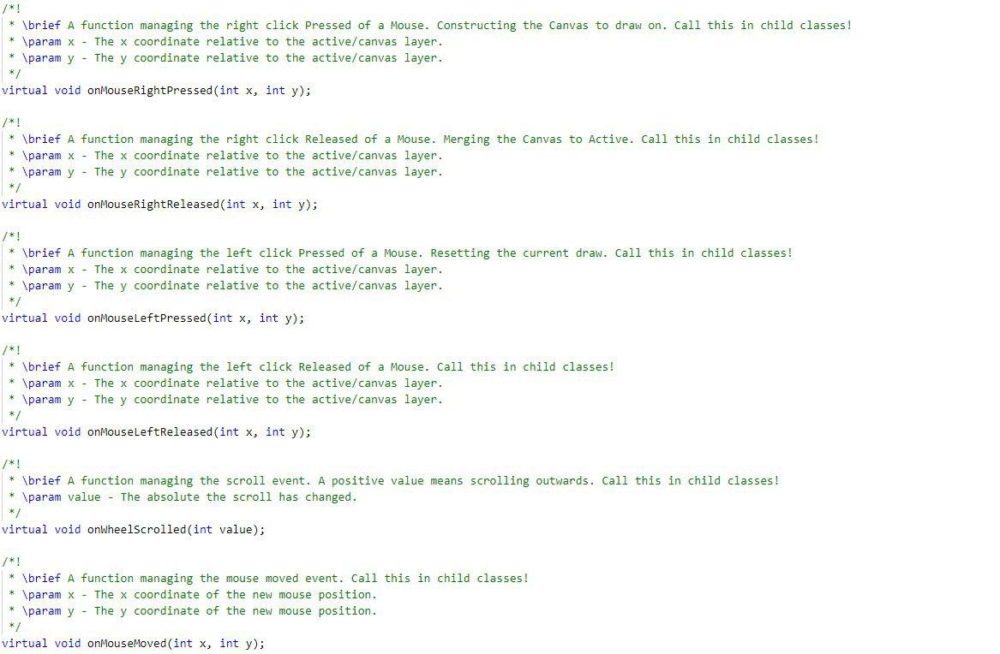 /*!
 * \brief A function managing the right click Pressed of a Mouse. Constructing the Canvas to draw on. Call this in child classes!
 * \param x - The x coordinate relative to the active/canvas layer.
 * \param y - The y coordinate relative to the active/canvas layer.
 */
virtual void onMouseRightPressed(int x, int y);

/*!
 * \brief A function managing the right click Released of a Mouse. Merging the Canvas to Active. Call this in child classes!
 * \param x - The x coordinate relative to the active/canvas layer.
 * \param y - The y coordinate relative to the active/canvas layer.
 */
virtual void onMouseRightReleased(int x, int y);

/*!
 * \brief A function managing the left click Pressed of a Mouse. Resetting the current draw. Call this in child classes!
 * \param x - The x coordinate relative to the active/canvas layer.
 * \param y - The y coordinate relative to the active/canvas layer.
 */
virtual void onMouseLeftPressed(int x, int y);

/*!
 * \brief A function managing the left click Released of a Mouse. Call this in child classes!
 * \param x - The x coordinate relative to the active/canvas layer.
 * \param y - The y coordinate relative to the active/canvas layer.
 */
virtual void onMouseLeftReleased(int x, int y);

/*!
 * \brief A function managing the scroll event. A positive value means scrolling outwards. Call this in child classes!
 * \param value - The absolute the scroll has changed.
 */
virtual void onWheelScrolled(int value);

/*!
 * \brief A function managing the mouse moved event. Call this in child classes!
 * \param x - The x coordinate of the new mouse position.
 * \param y - The y coordinate of the new mouse position.
 */
virtual void onMouseMoved(int x, int y);